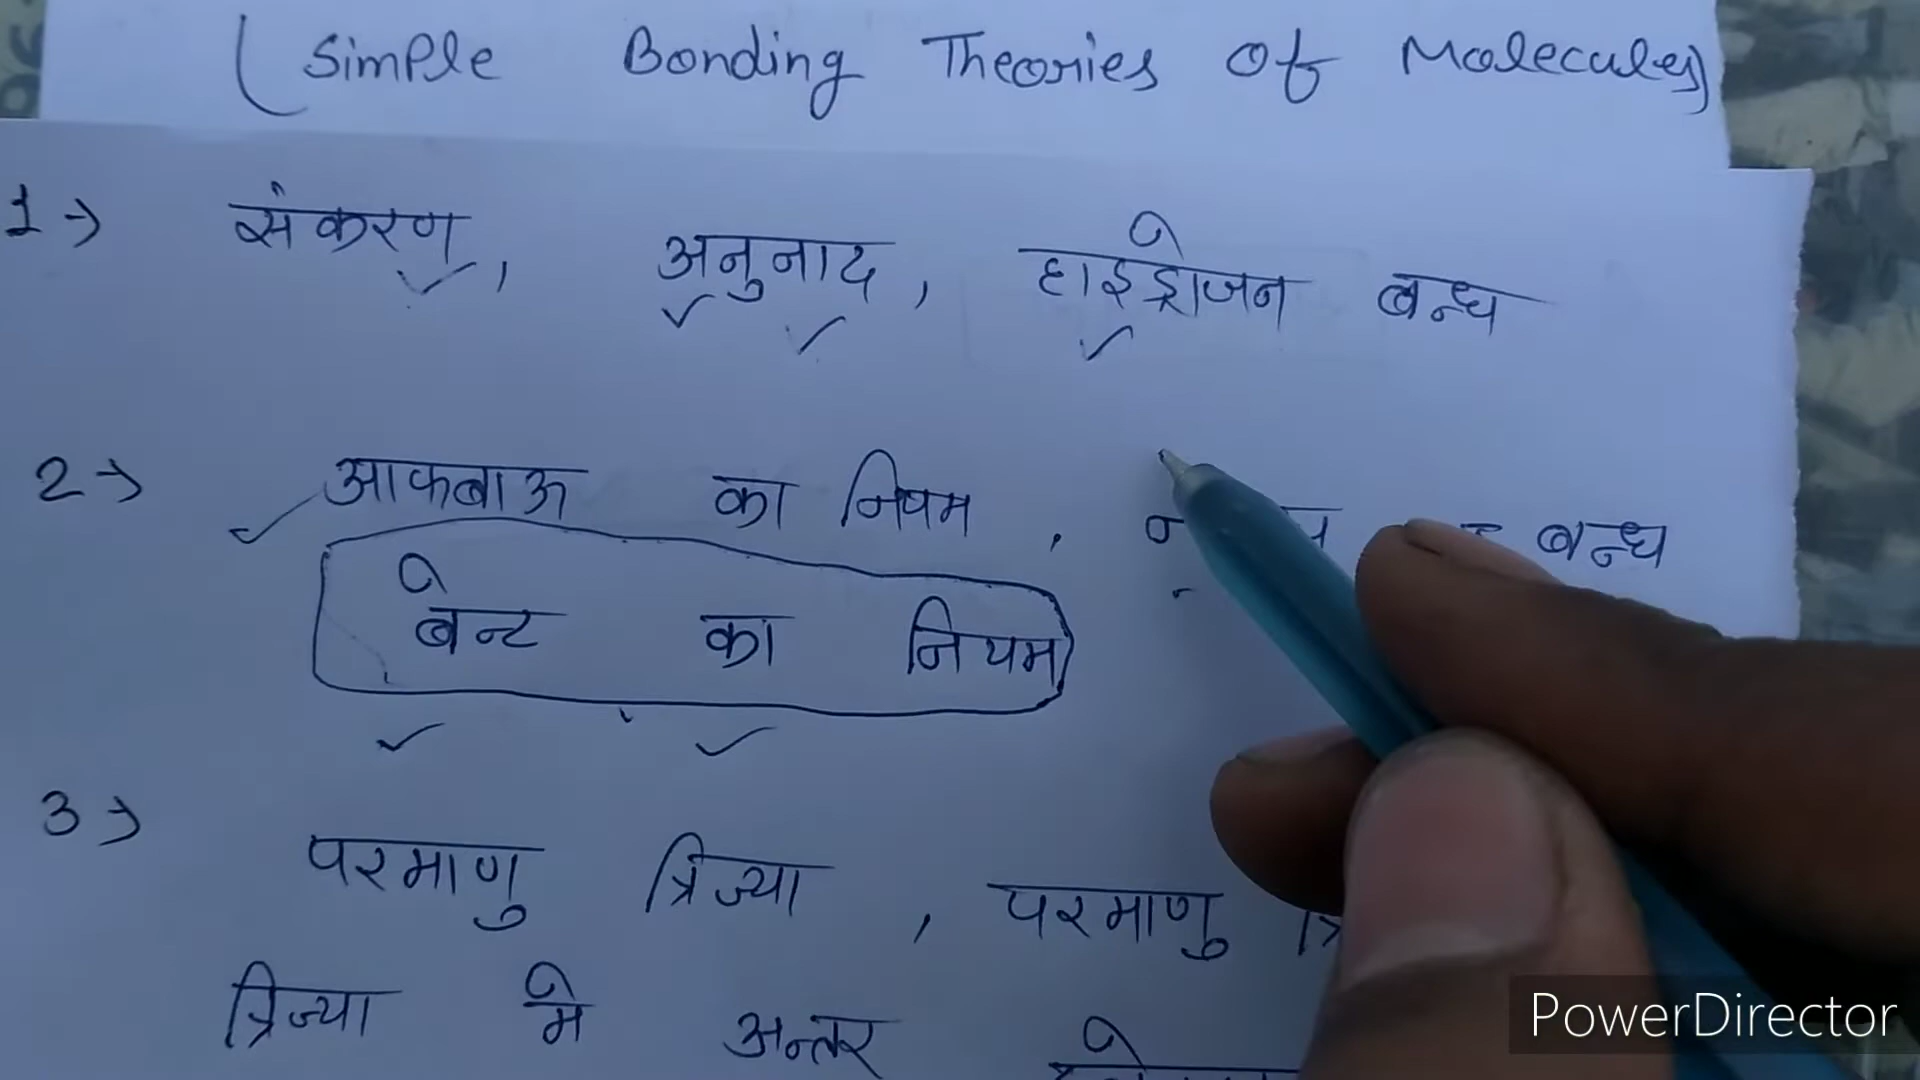 (Simple Bonding Theories of Molecules)
1→ संकरण, अनुनाद, हाइड्रोजन बन्ध
2→ आफबाऊ का नियम, बन्ध
बेन्ट का नियम
3→ परमाणु त्रिज्या, परमाणु
त्रिज्या में अन्तर
PowerDirector